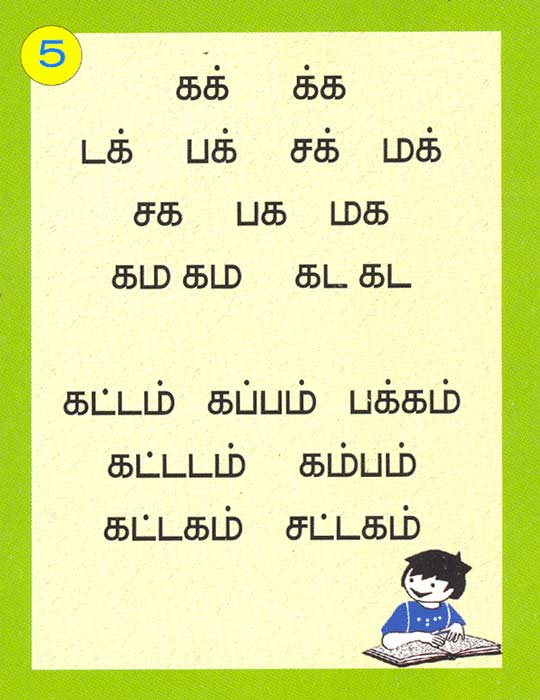 5
கக் க்க
டக் பக் சக் மக்
சக பக மக
கம கம கட கட
கட்டம் கப்பம் பக்கம்
கட்டடம் கம்பம்
கட்டகம் சட்டகம்